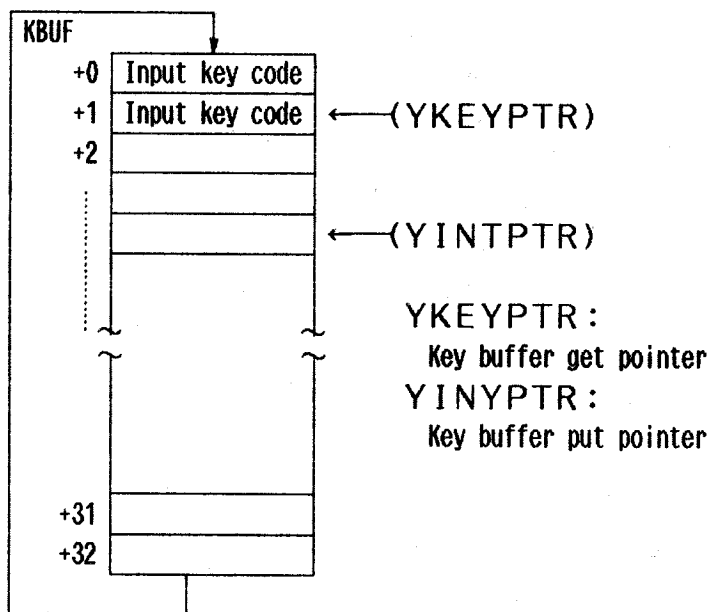 KBUF
+0 Input key code
+1 Input key code ←(YKEYPTR)
+2
←(YINTPTR)
YKEYPTR:
Key buffer get pointer
YINYPTR:
Key buffer put pointer
+31
+32